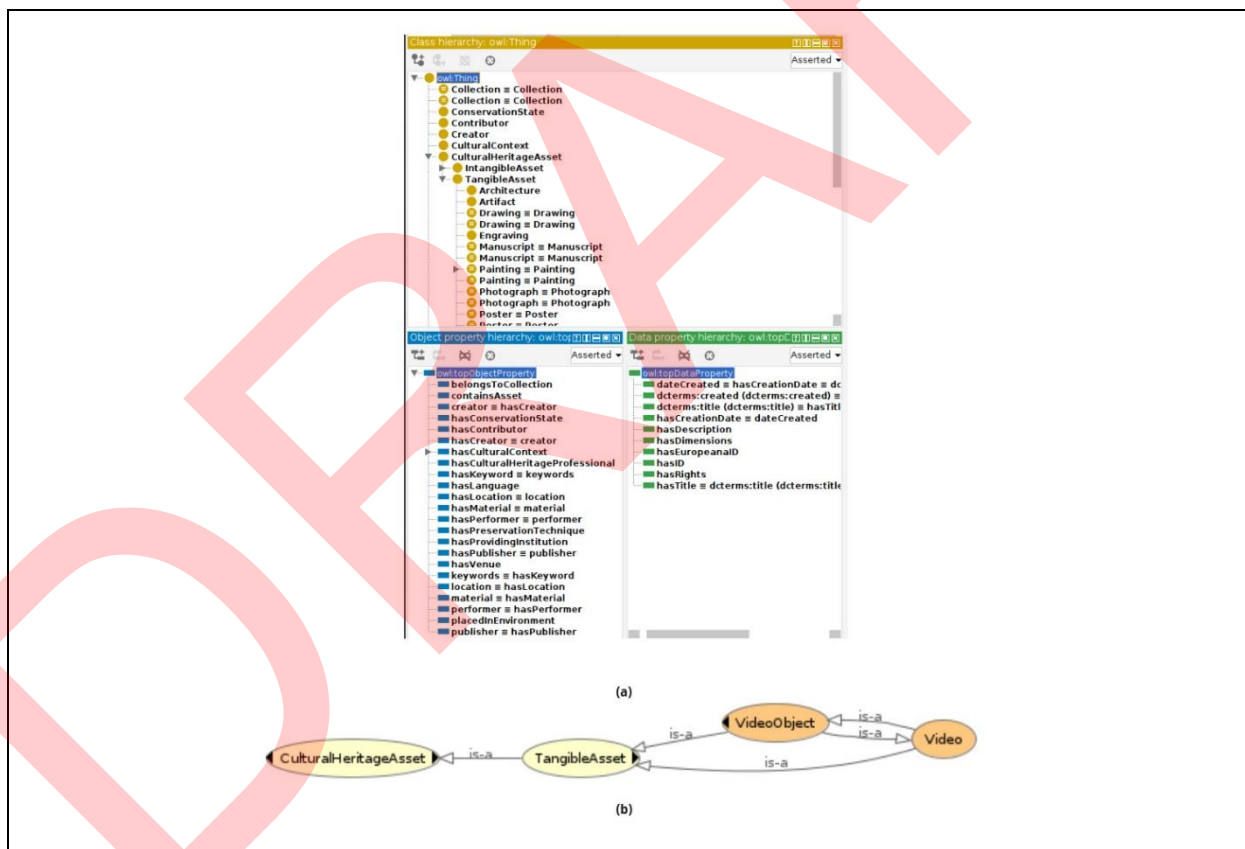 Class hierarchy: owl:Thing
Asserted
owl:Thing
Collection ≡ Collection
Collection ≡ Collection
ConservationState
Contributor
Creator
CulturalContext
CulturalHeritageAsset
IntangibleAsset
TangibleAsset
Architecture
Artifact
Drawing ≡ Drawing
Drawing ≡ Drawing
Engraving
Manuscript ≡ Manuscript
Manuscript ≡ Manuscript
Painting ≡ Painting
Painting ≡ Painting
Photograph ≡ Photograph
Photograph ≡ Photograph
Poster ≡ Poster
Poster ≡ Poster
Object property hierarchy: owl:to
Asserted
owl:topObjectProperty
belongsToCollection
containsAsset
creator ≡ hasCreator
hasConservationState
hasContributor
hasCreator ≡ creator
hasCulturalContext
hasCulturalHeritageProfessional
hasKeyword ≡ keywords
hasLanguage
hasLocation ≡ location
hasMaterial ≡ material
hasPerformer ≡ performer
hasPreservationTechnique
hasProvidingInstitution
hasPublisher ≡ publisher
hasVenue
keywords ≡ hasKeyword
location ≡ hasLocation
material ≡ hasMaterial
performer ≡ hasPerformer
placedInEnvironment
publisher ≡ hasPublisher
Data property hierarchy: owl:topD
Asserted
owl:topDataProperty
dateCreated ≡ hasCreationDate ≡ dc
dcterms:created (dcterms:created) ≡
dcterms:title (dcterms:title) ≡ hasTitl
hasCreationDate ≡ dateCreated
hasDescription
hasDimensions
hasEuropeanaID
hasID
hasRights
hasTitle ≡ dcterms:title (dcterms:title
(a)
CulturalHeritageAsset
is-a
TangibleAsset
is-a
VideoObject
is-a
is-a
Video
is-a
(b)
DRAF